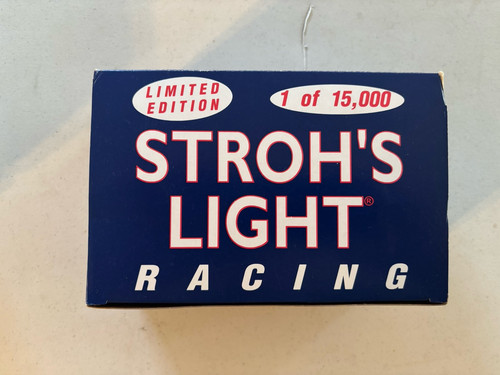 LIMITED
EDITION
1 of 15,000
STROH'S
LIGHT®
RACING